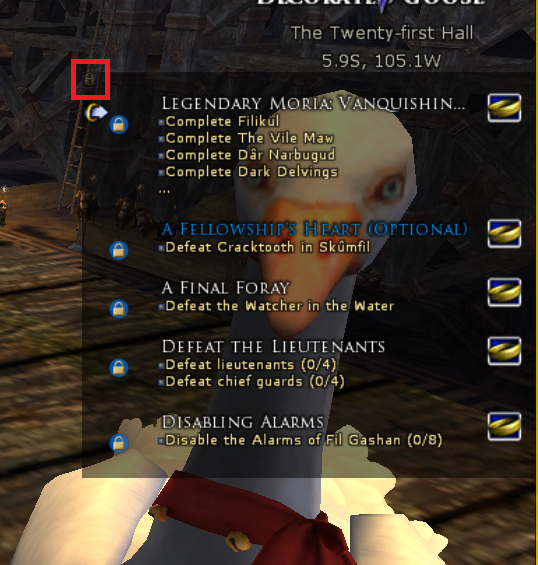 Decorated Goose
The Twenty-first Hall
5.9S, 105.1W
Legendary Moria: Vanquishin...
Complete Filikúl
Complete The Vile Maw
Complete Dâr Narbugud
Complete Dark Delvings
...
A Fellowship's Heart (Optional)
Defeat Cracktooth in Skûmfil
A Final Foray
Defeat the Watcher in the Water
Defeat the Lieutenants
Defeat lieutenants (0/4)
Defeat chief guards (0/4)
Disabling Alarms
Disable the Alarms of Fil Gashan (0/8)